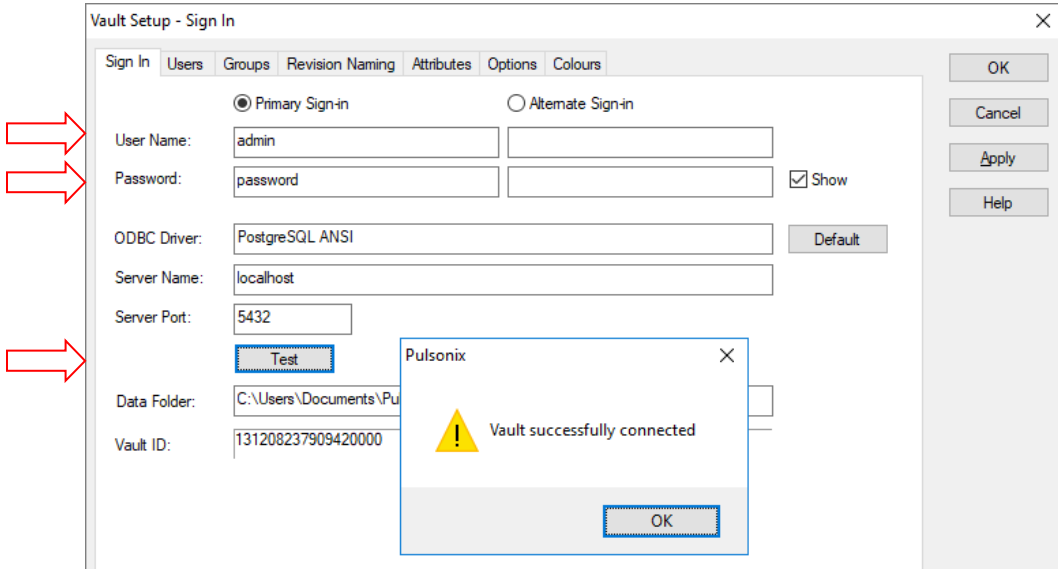 Vault Setup - Sign In
Sign In Users Groups Revision Naming Attributes Options Colours
OK
Primary Sign-in Alternate Sign-in
Cancel
User Name: admin
Apply
Password: password Show
Help
ODBC Driver: PostgreSQL ANSI Default
Server Name: localhost
Server Port: 5432
Test
Pulsonix
Data Folder: C:\Users\Documents\Pu
Vault successfully connected
Vault ID: 131208237909420000
OK